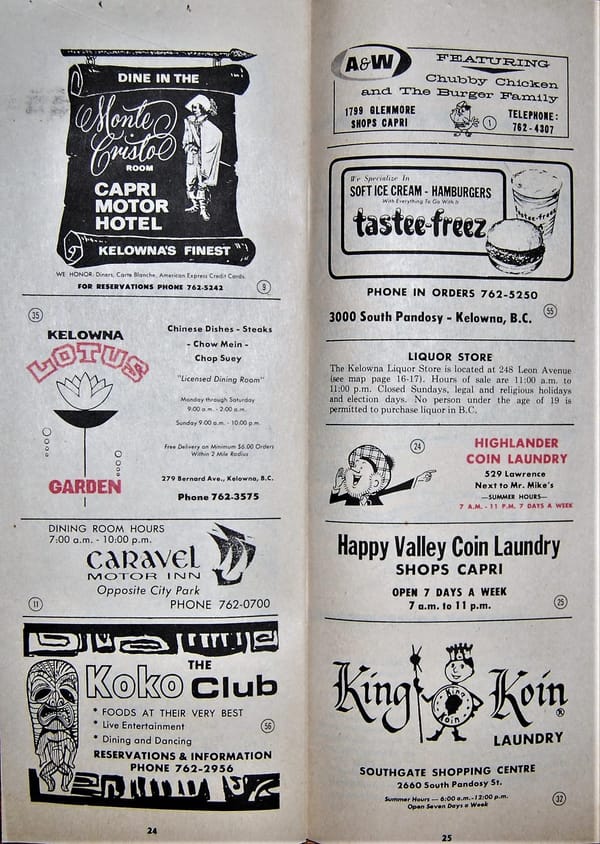 DINE IN THE
Monte
Cristo
ROOM
CAPRI
MOTOR
HOTEL
KELOWNA'S FINEST
WE HONOR: Diners, Carte Blanche, American Express Credit Cards.
FOR RESERVATIONS PHONE 762-5242
9
35
KELOWNA
LOTUS
GARDEN
Chinese Dishes - Steaks
- Chow Mein -
Chop Suey
"Licensed Dining Room"
Monday through Saturday
9:00 a.m. - 2:00 a.m.
Sunday 9:00 a.m. - 10:00 p.m.
Free Delivery on Minimum $6.00 Orders
Within 2 Mile Radius
279 Bernard Ave., Kelowna, B.C.
Phone 762-3575
DINING ROOM HOURS
7:00 a.m. - 10:00 p.m.
CARAVEL
MOTOR INN
Opposite City Park
11
PHONE 762-0700
THE
Koko Club
* FOODS AT THEIR VERY BEST
* Live Entertainment
* Dining and Dancing
56
RESERVATIONS & INFORMATION
PHONE 762-2956
24
A&W
FEATURING
Chubby Chicken
and The Burger Family
1799 GLENMORE
SHOPS CAPRI
1
TELEPHONE:
762-4307
We Specialize In
SOFT ICE CREAM - HAMBURGERS
With Everything To Go With It
tastee-freez
tastee-freez
PHONE IN ORDERS 762-5250
3000 South Pandosy - Kelowna, B.C.
55
LIQUOR STORE
The Kelowna Liquor Store is located at 248 Leon Avenue
(see map page 16-17). Hours of sale are 11:00 a.m. to
11:00 p.m. Closed Sundays, legal and religious holidays
and election days. No person under the age of 19 is
permitted to purchase liquor in B.C.
24
HIGHLANDER
COIN LAUNDRY
529 Lawrence
Next to Mr. Mike's
—SUMMER HOURS—
7 A.M. - 11 P.M. 7 DAYS A WEEK
Happy Valley Coin Laundry
SHOPS CAPRI
OPEN 7 DAYS A WEEK
7 a.m. to 11 p.m.
25
King Koin
King
Koin
®
LAUNDRY
SOUTHGATE SHOPPING CENTRE
2660 South Pandosy St.
Summer Hours — 6:00 a.m.-12:00 p.m.
Open Seven Days a Week
32
25